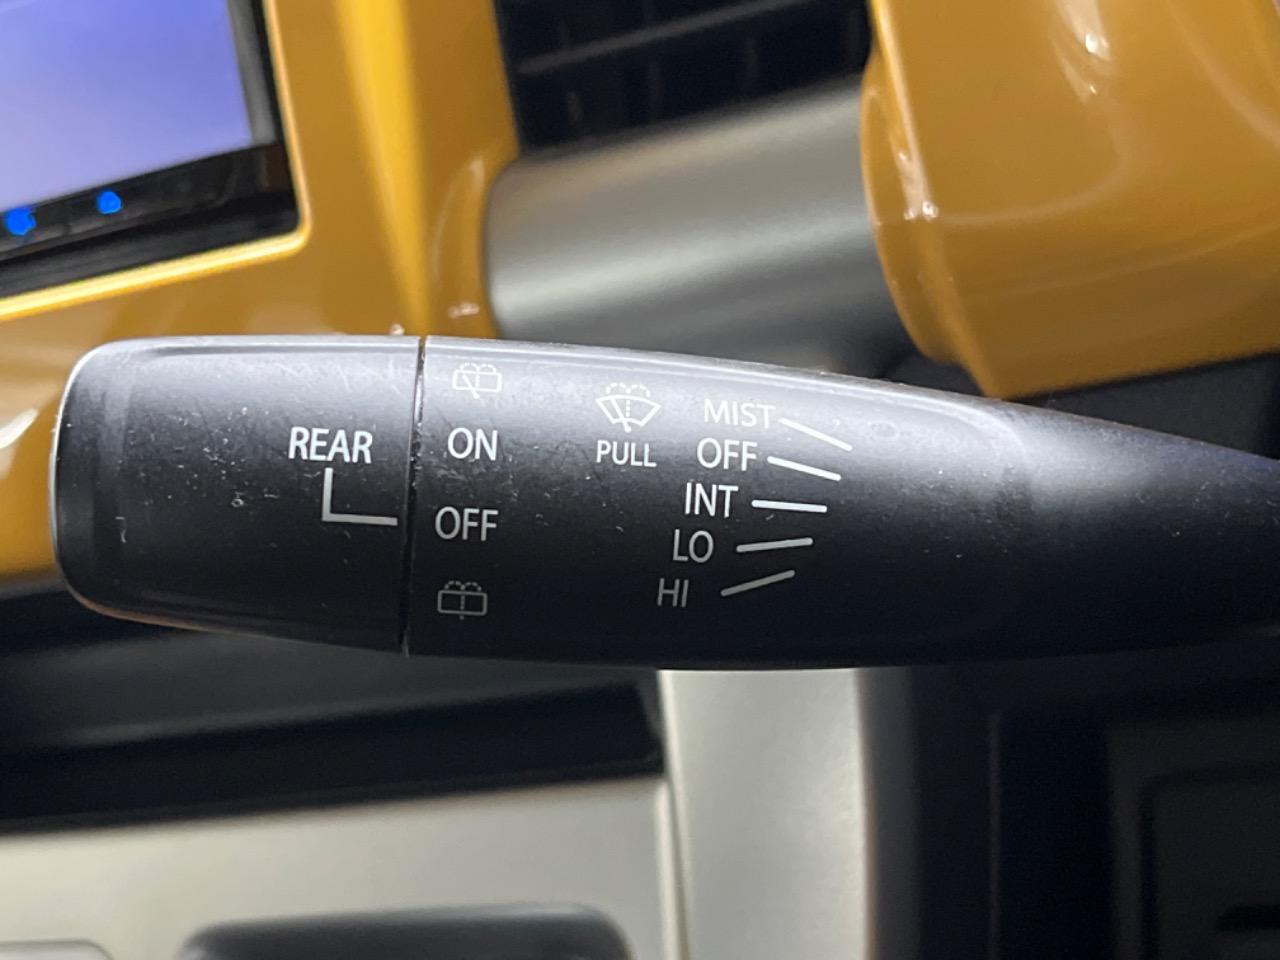 REAR
ON
OFF
PULL
MIST
OFF
INT
LO
HI